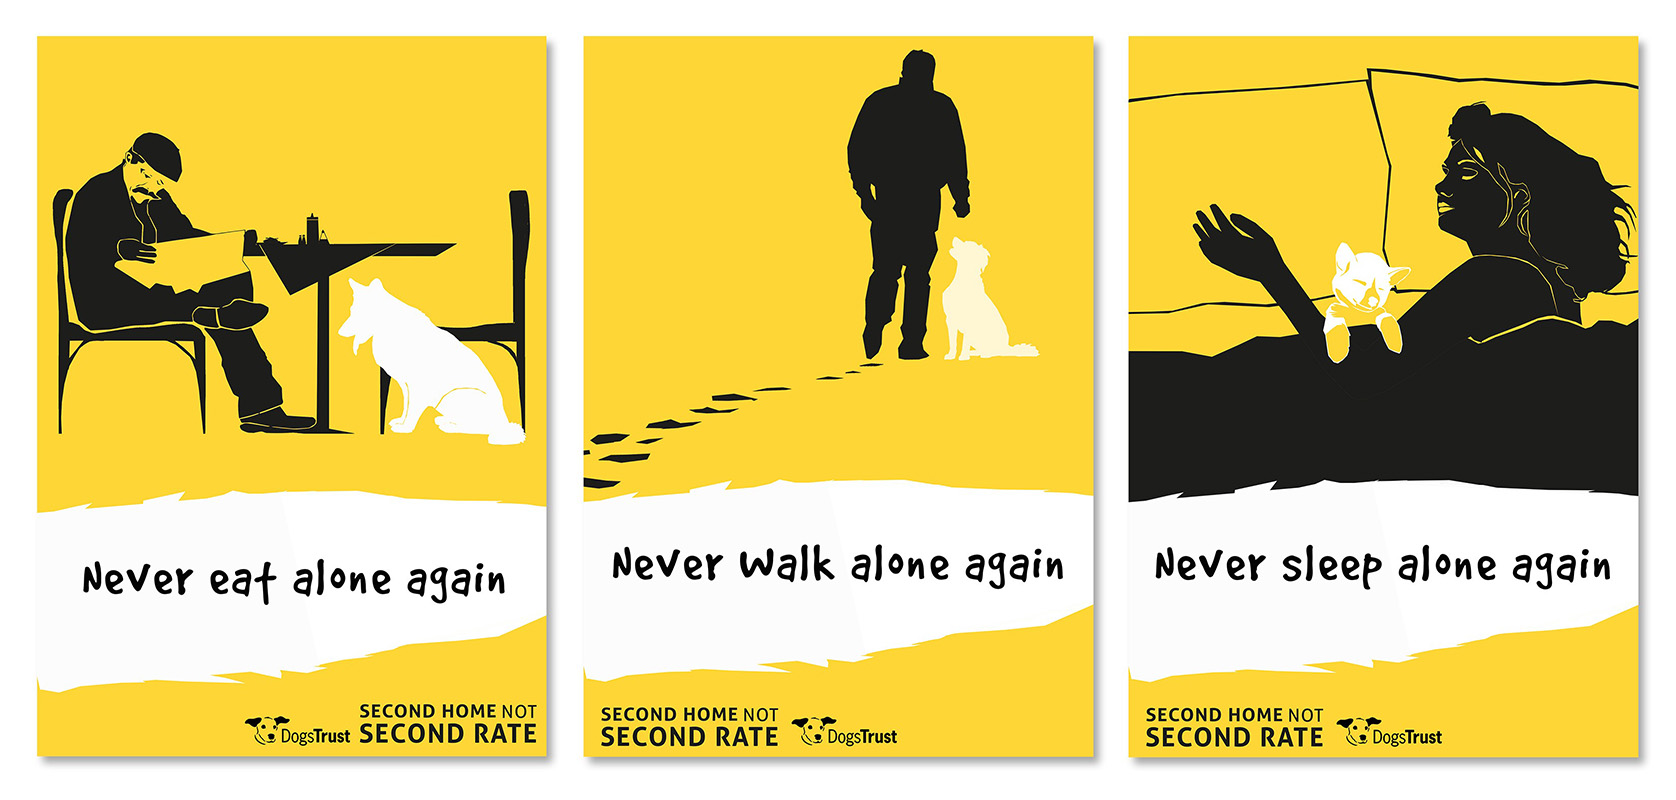 Never eat alone again
DogsTrust
SECOND HOME NOT
SECOND RATE
Never walk alone again
SECOND HOME NOT
SECOND RATE
DogsTrust
Never sleep alone again
SECOND HOME NOT
SECOND RATE
DogsTrust